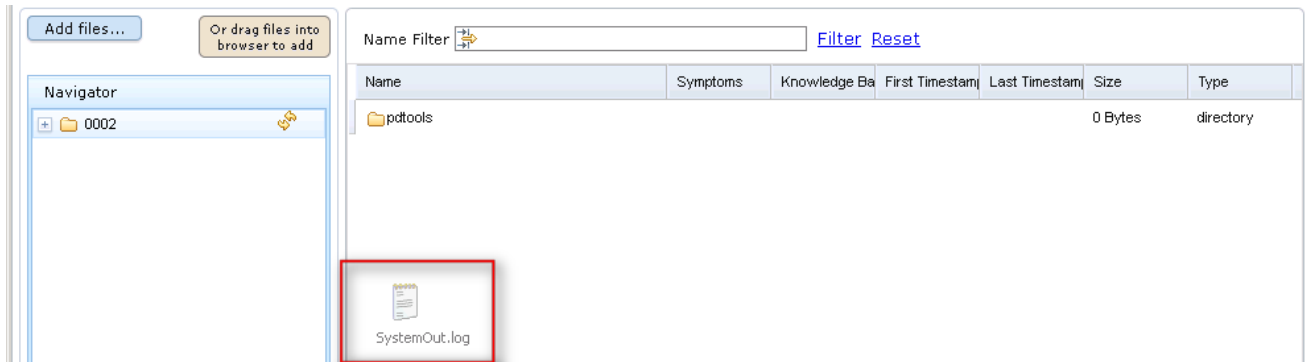 Add files...
Or drag files into
browser to add
Navigator
0002
Name Filter
Filter Reset
Name Symptoms Knowledge Ba First Timestam Last Timestam Size Type
pdtools 0 Bytes directory
SystemOut.log